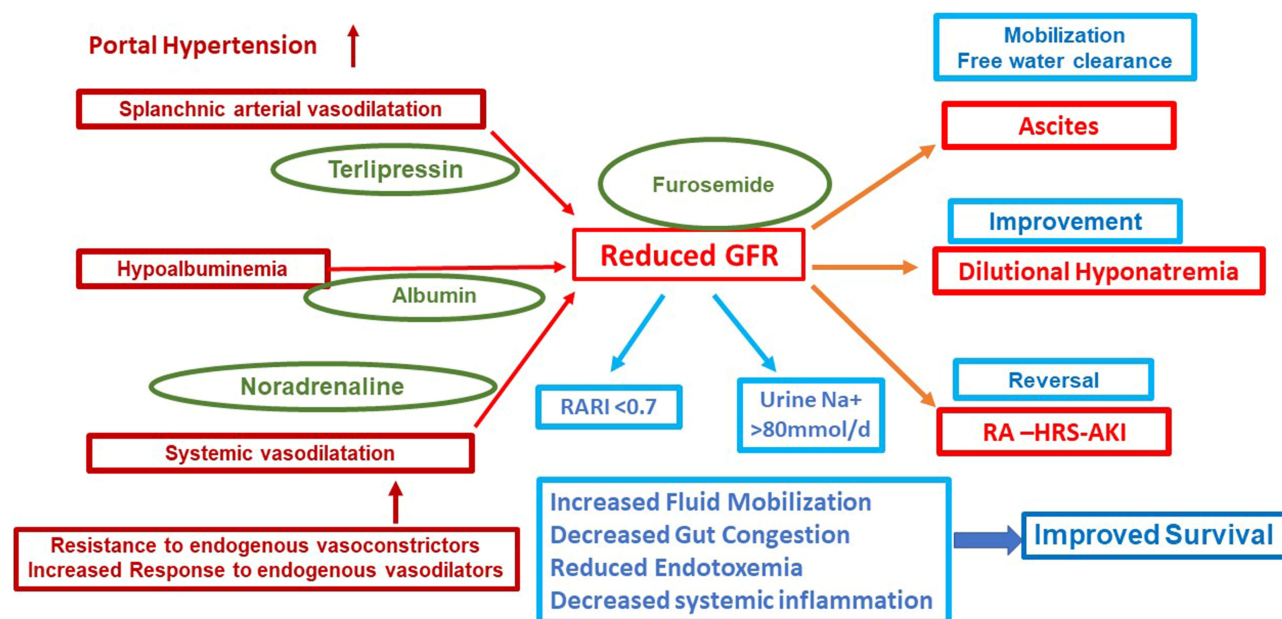 Portal Hypertension
Splanchnic arterial vasodilatation
Terlipressin
Hypoalbuminemia
Albumin
Noradrenaline
Systemic vasodilatation
Resistance to endogenous vasoconstrictors
Increased Response to endogenous vasodilators
Furosemide
Reduced GFR
RARI <0.7
Urine Na+
>80mmol/d
Mobilization
Free water clearance
Ascites
Improvement
Dilutional Hyponatremia
Reversal
RA –HRS-AKI
Increased Fluid Mobilization
Decreased Gut Congestion
Reduced Endotoxemia
Decreased systemic inflammation
Improved Survival